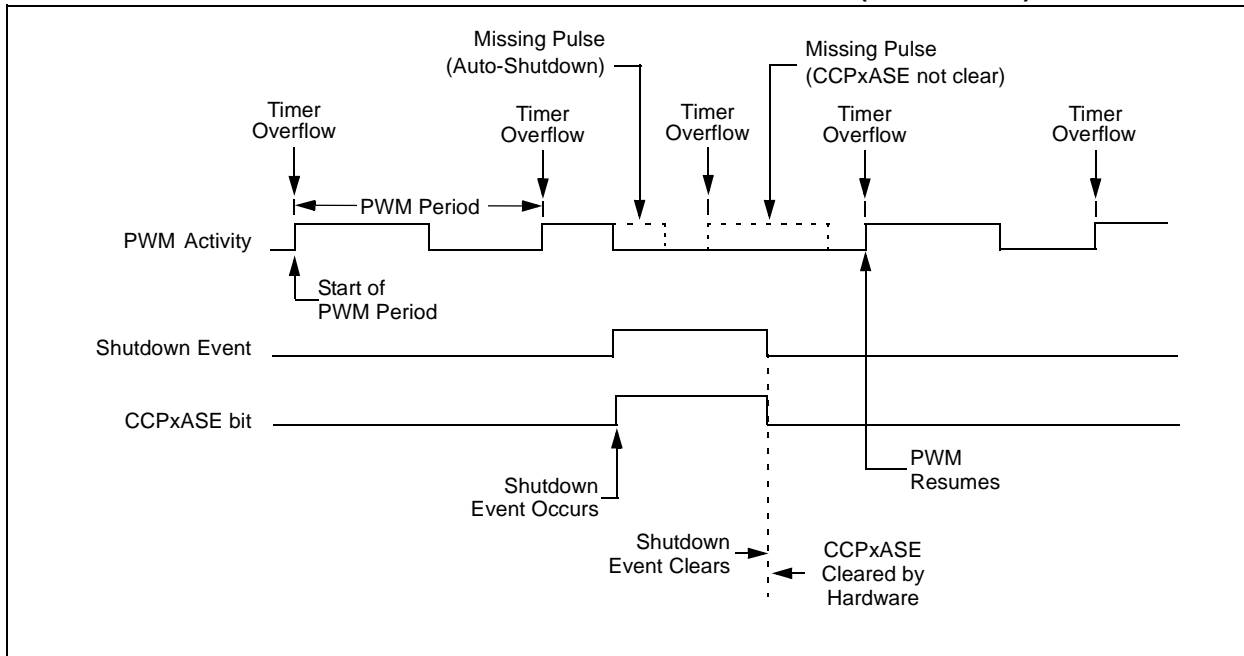 Missing Pulse
(Auto-Shutdown)
Missing Pulse
(CCPxASE not clear)
Timer
Overflow
Timer
Overflow
Timer
Overflow
Timer
Overflow
Timer
Overflow
PWM Period
PWM Activity
Start of
PWM Period
Shutdown Event
CCPxASE bit
Shutdown
Event Occurs
PWM
Resumes
Shutdown
Event Clears
CCPxASE
Cleared by
Hardware